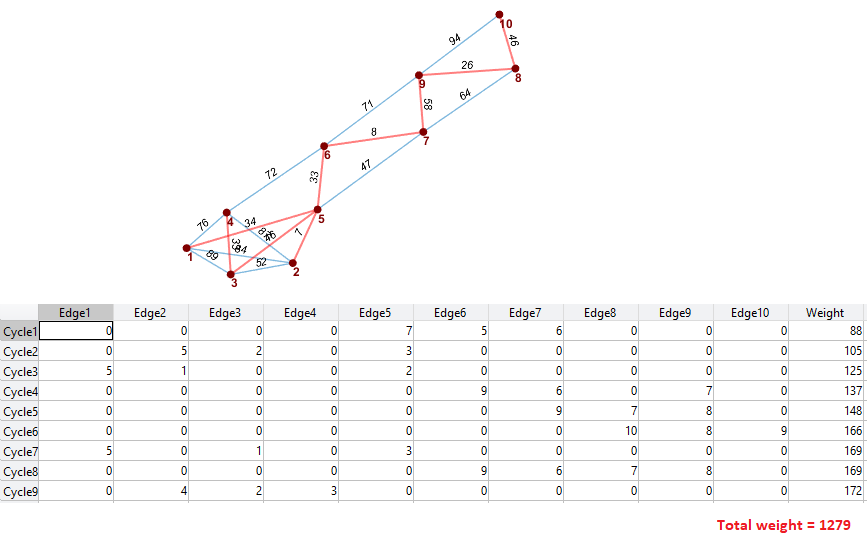 10
94
46
26
9
8
71
58
64
8
7
6
47
72
33
76
4
34
5
7
89
84
52
1
2
3
Edge1 Edge2 Edge3 Edge4 Edge5 Edge6 Edge7 Edge8 Edge9 Edge10 Weight
Cycle1 0 0 0 0 7 5 6 0 0 0 88
Cycle2 0 5 2 0 3 0 0 0 0 0 105
Cycle3 5 1 0 0 2 0 0 0 0 0 125
Cycle4 0 0 0 0 0 9 6 0 7 0 137
Cycle5 0 0 0 0 0 0 9 7 8 0 148
Cycle6 0 0 0 0 0 0 0 10 8 9 166
Cycle7 5 0 1 0 3 0 0 0 0 0 169
Cycle8 0 0 0 0 0 9 6 7 8 0 169
Cycle9 0 4 2 3 0 0 0 0 0 0 172
Total weight = 1279